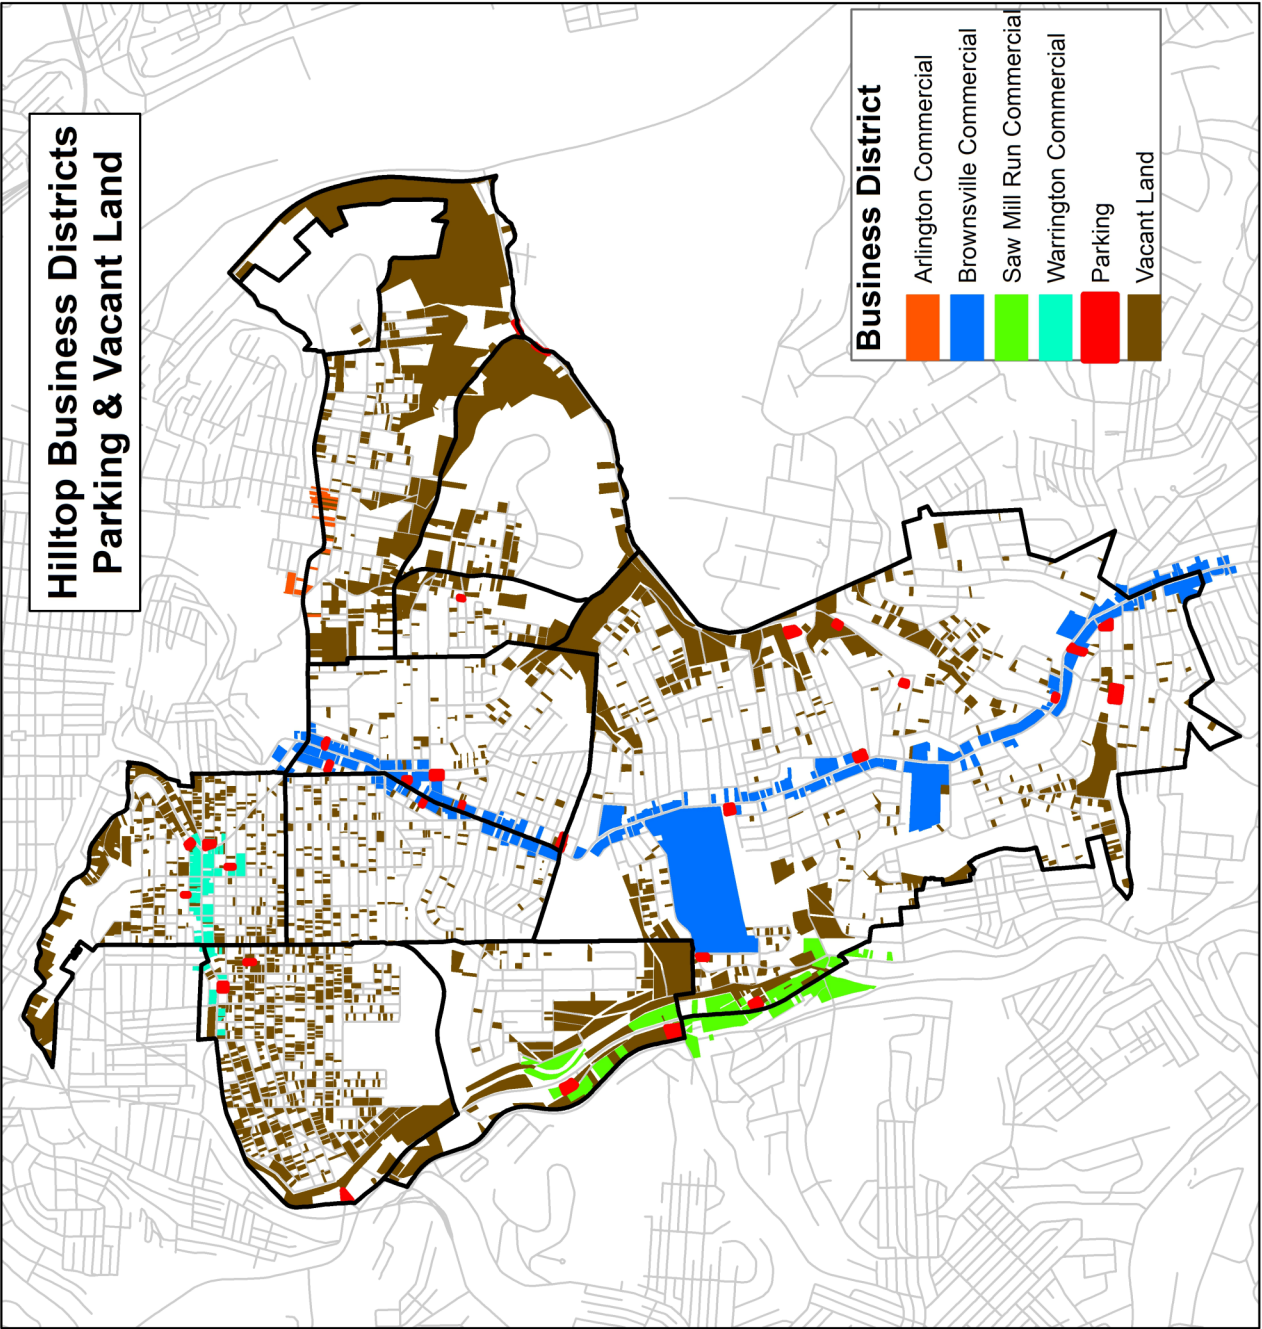 Hilltop Business Districts
Parking & Vacant Land
Business District
Arlington Commercial
Brownsville Commercial
Saw Mill Run Commercial
Warrington Commercial
Parking
Vacant Land